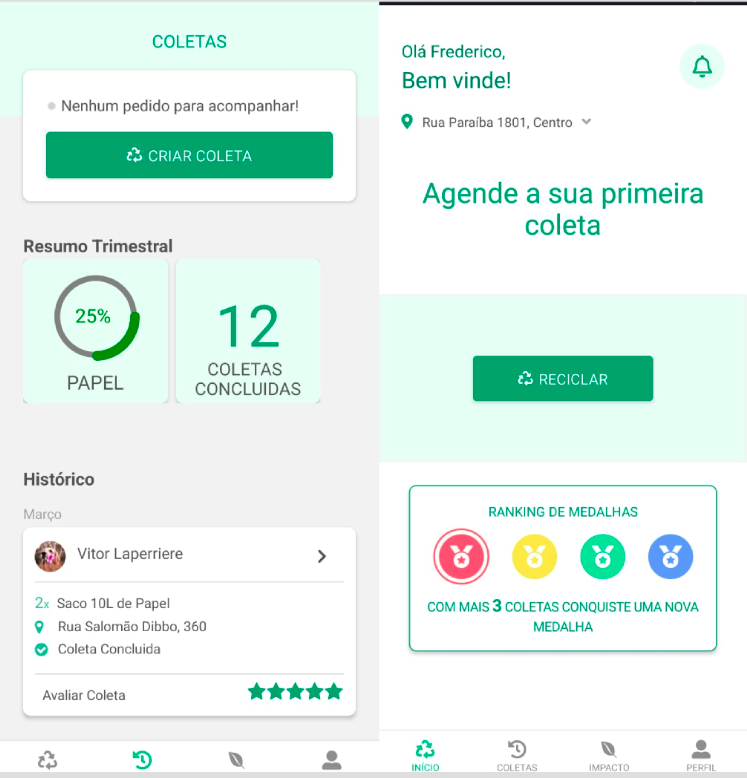 COLETAS
Nenhum pedido para acompanhar!
CRIAR COLETA
Resumo Trimestral
25%
PAPEL
12
COLETAS
CONCLUIDAS
Histórico
Março
Vitor Laperriere
2x Saco 10L de Papel
Rua Salomão Dibbo, 360
Coleta Concluida
Avaliar Coleta
Olá Frederico,
Bem vinde!
Rua Paraíba 1801, Centro
Agende a sua primeira
coleta
RECICLAR
RANKING DE MEDALHAS
COM MAIS 3 COLETAS CONQUISTE UMA NOVA
MEDALHA
INÍCIO
COLETAS
IMPACTO
PERFIL